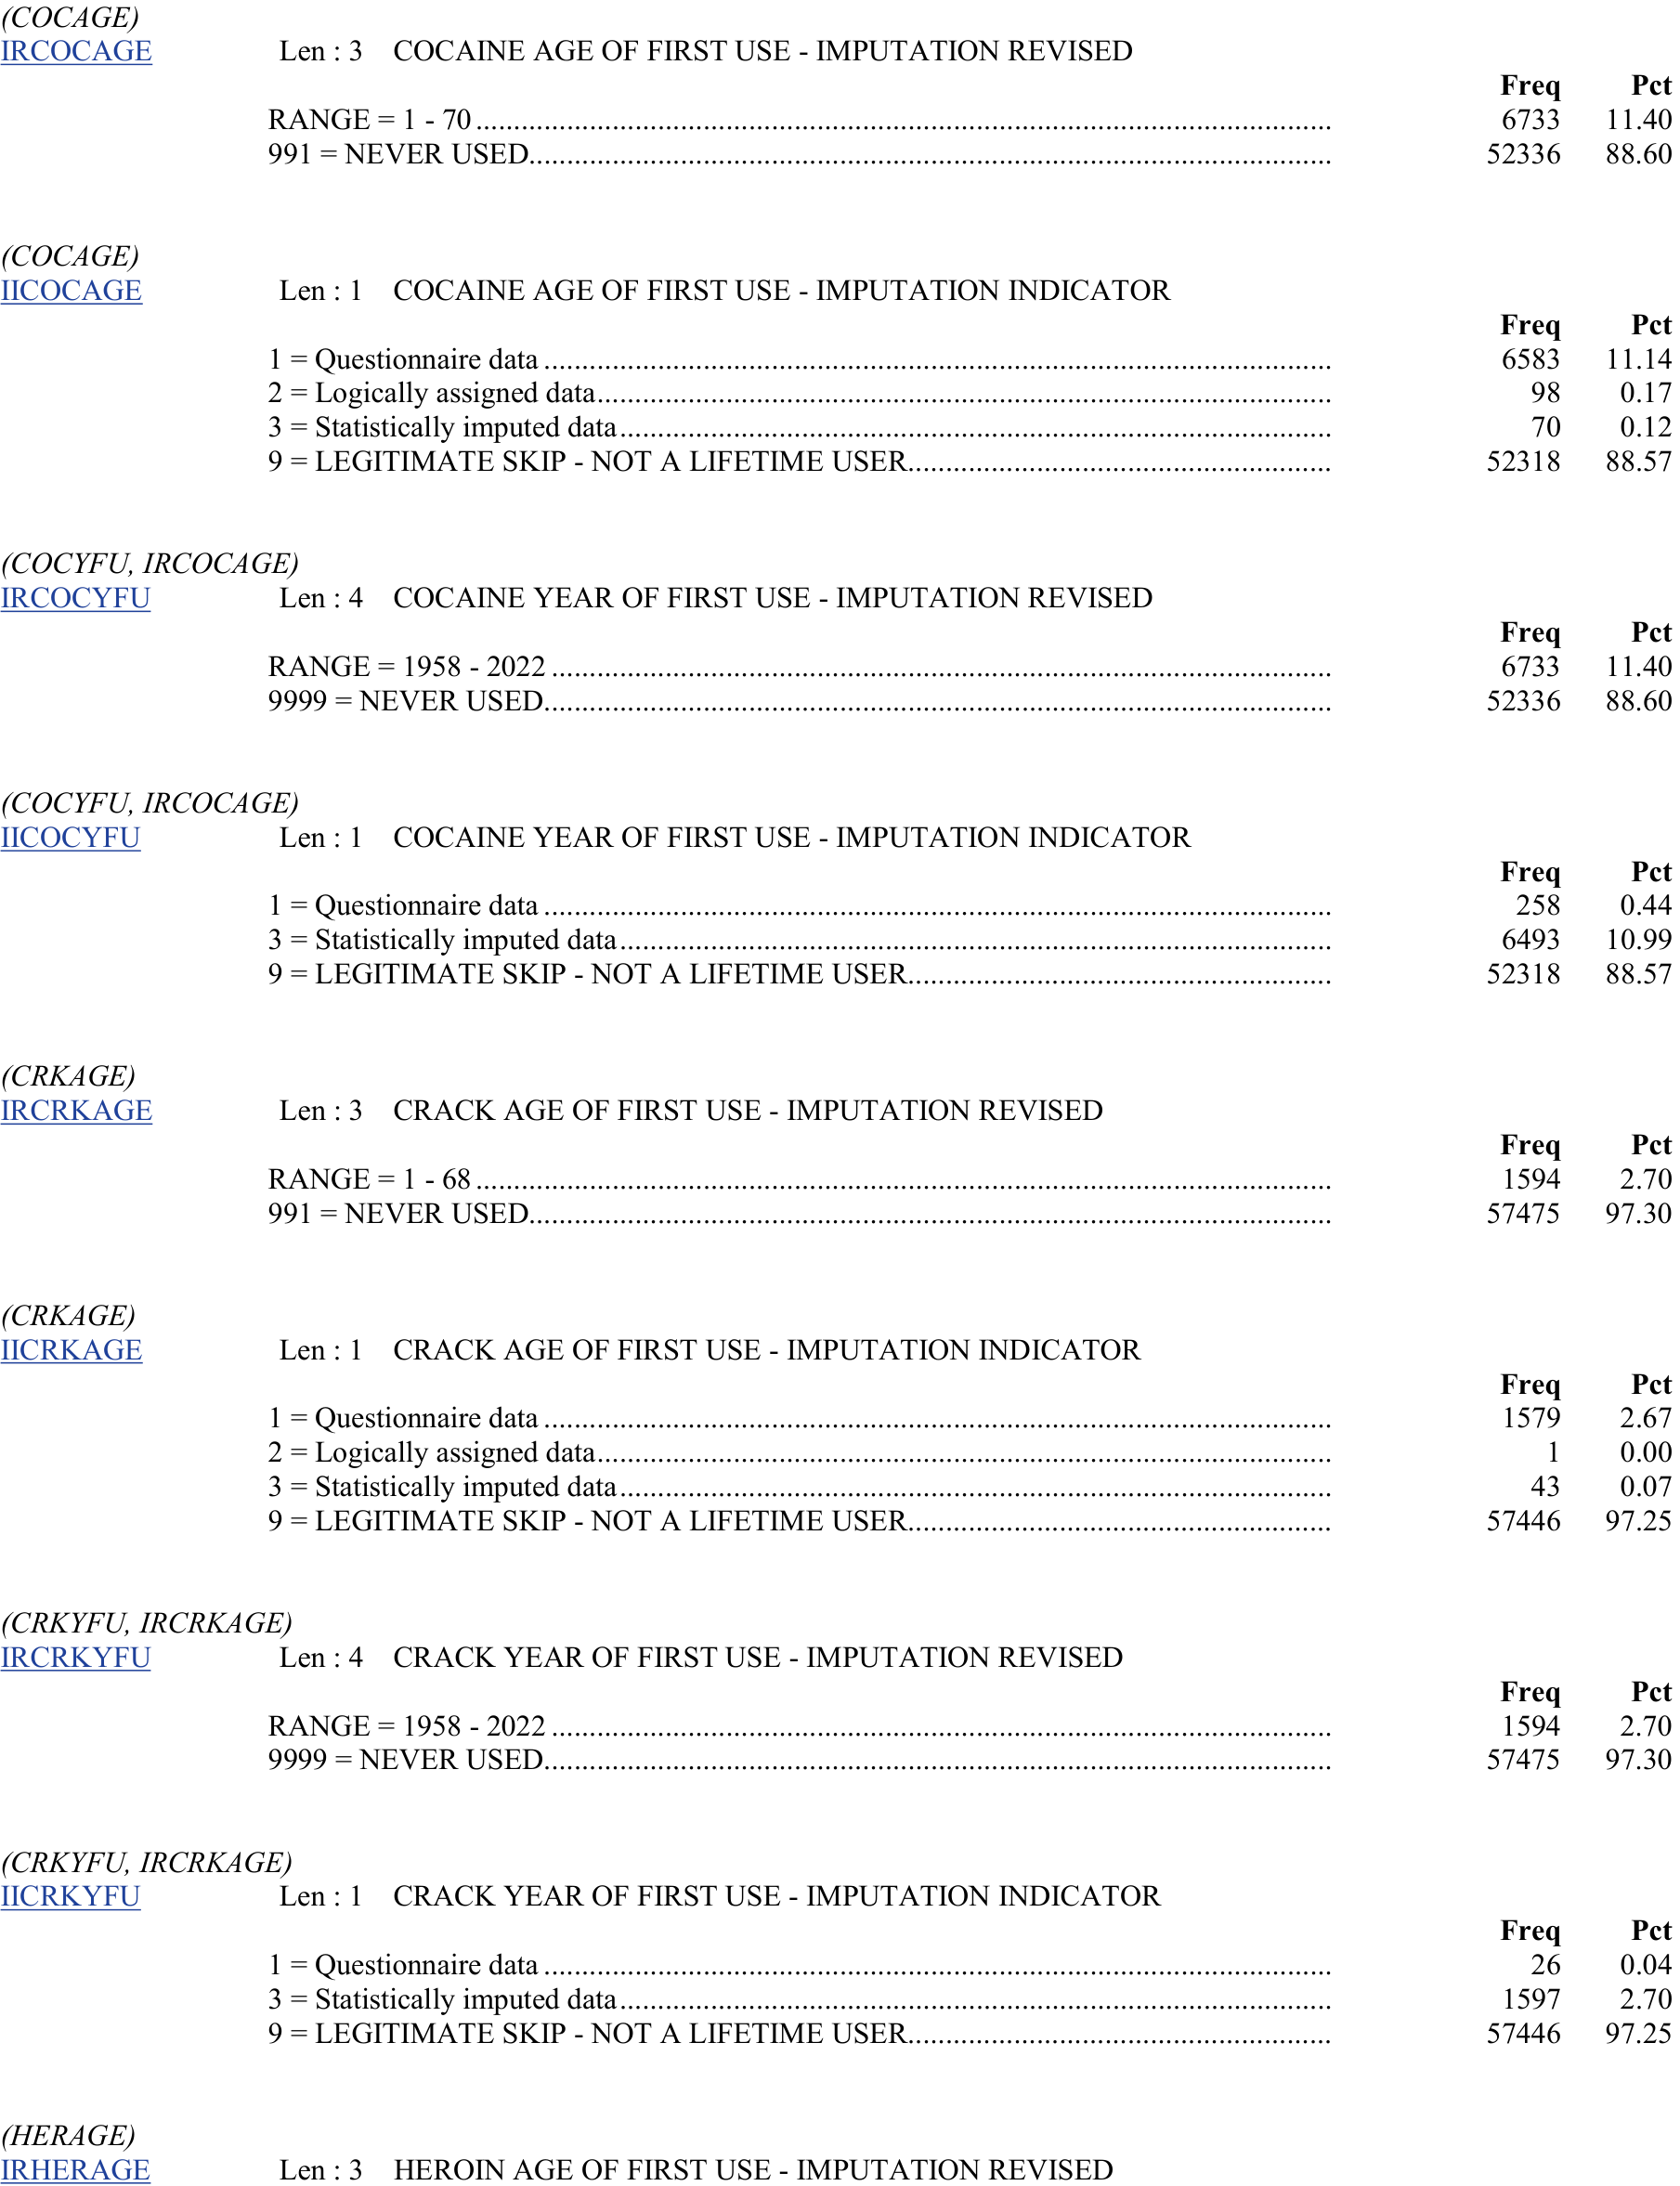 (COCAGE)
IRCOCAGE Len : 3 COCAINE AGE OF FIRST USE - IMPUTATION REVISED
Freq Pct
RANGE = 1 - 70 6733 11.40
991 = NEVER USED 52336 88.60
(COCAGE)
IICOCAGE Len : 1 COCAINE AGE OF FIRST USE - IMPUTATION INDICATOR
Freq Pct
1 = Questionnaire data 6583 11.14
2 = Logically assigned data 98 0.17
3 = Statistically imputed data 70 0.12
9 = LEGITIMATE SKIP - NOT A LIFETIME USER 52318 88.57
(COCYFU, IRCOCAGE)
IRCOCYFU Len : 4 COCAINE YEAR OF FIRST USE - IMPUTATION REVISED
Freq Pct
RANGE = 1958 - 2022 6733 11.40
9999 = NEVER USED 52336 88.60
(COCYFU, IRCOCAGE)
IICOCYFU Len : 1 COCAINE YEAR OF FIRST USE - IMPUTATION INDICATOR
Freq Pct
1 = Questionnaire data 258 0.44
3 = Statistically imputed data 6493 10.99
9 = LEGITIMATE SKIP - NOT A LIFETIME USER 52318 88.57
(CRKAGE)
IRCRKAGE Len : 3 CRACK AGE OF FIRST USE - IMPUTATION REVISED
Freq Pct
RANGE = 1 - 68 1594 2.70
991 = NEVER USED 57475 97.30
(CRKAGE)
IICRKAGE Len : 1 CRACK AGE OF FIRST USE - IMPUTATION INDICATOR
Freq Pct
1 = Questionnaire data 1579 2.67
2 = Logically assigned data 1 0.00
3 = Statistically imputed data 43 0.07
9 = LEGITIMATE SKIP - NOT A LIFETIME USER 57446 97.25
(CRKYFU, IRCRKAGE)
IRCRKYFU Len : 4 CRACK YEAR OF FIRST USE - IMPUTATION REVISED
Freq Pct
RANGE = 1958 - 2022 1594 2.70
9999 = NEVER USED 57475 97.30
(CRKYFU, IRCRKAGE)
IICRKYFU Len : 1 CRACK YEAR OF FIRST USE - IMPUTATION INDICATOR
Freq Pct
1 = Questionnaire data 26 0.04
3 = Statistically imputed data 1597 2.70
9 = LEGITIMATE SKIP - NOT A LIFETIME USER 57446 97.25
(HERAGE)
IRHERAGE Len : 3 HEROIN AGE OF FIRST USE - IMPUTATION REVISED